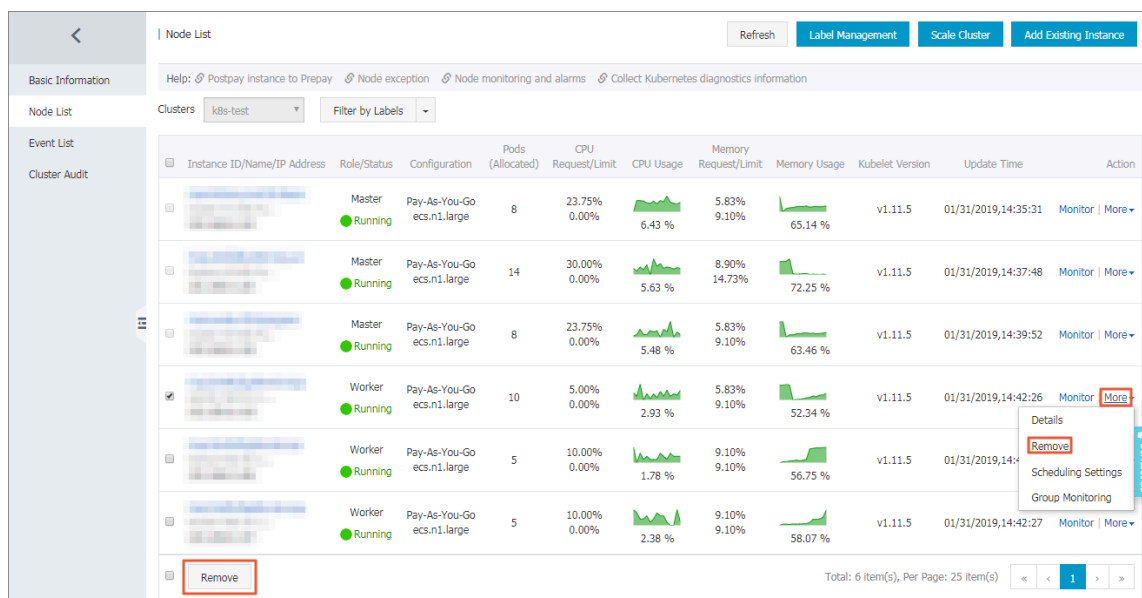 Node List
Refresh
Label Management
Scale Cluster
Add Existing Instance
Basic Information
Node List
Event List
Cluster Audit
Help: Postpay instance to Prepay Node exception Node monitoring and alarms Collect Kubernetes diagnostics information
Clusters k8s-test Filter by Labels
Instance ID/Name/IP Address Role/Status Configuration Pods (Allocated) CPU Request/Limit CPU Usage Memory Request/Limit Memory Usage Kubelet Version Update Time Action
Master Pay-As-You-Go 23.75% 5.83%
Running ecs.n1.large 8 0.00% 6.43 % 9.10% 65.14 % v1.11.5 01/31/2019,14:35:31 Monitor | More
Master Pay-As-You-Go 30.00% 8.90%
Running ecs.n1.large 14 0.00% 5.63 % 14.73% 72.25 % v1.11.5 01/31/2019,14:37:48 Monitor | More
Master Pay-As-You-Go 23.75% 5.83%
Running ecs.n1.large 8 0.00% 5.48 % 9.10% 63.46 % v1.11.5 01/31/2019,14:39:52 Monitor | More
Worker Pay-As-You-Go 5.00% 5.83%
Running ecs.n1.large 10 0.00% 2.93 % 9.10% 52.34 % v1.11.5 01/31/2019,14:42:26 Monitor More
Details
Remove
Scheduling Settings
Group Monitoring
Worker Pay-As-You-Go 10.00% 9.10%
Running ecs.n1.large 5 0.00% 1.78 % 9.10% 56.75 % v1.11.5 01/31/2019,14:4
Worker Pay-As-You-Go 10.00% 9.10%
Running ecs.n1.large 5 0.00% 2.38 % 9.10% 58.07 % v1.11.5 01/31/2019,14:42:27 Monitor | More
Remove
Total: 6 item(s), Per Page: 25 item(s) « ‹ 1 › »